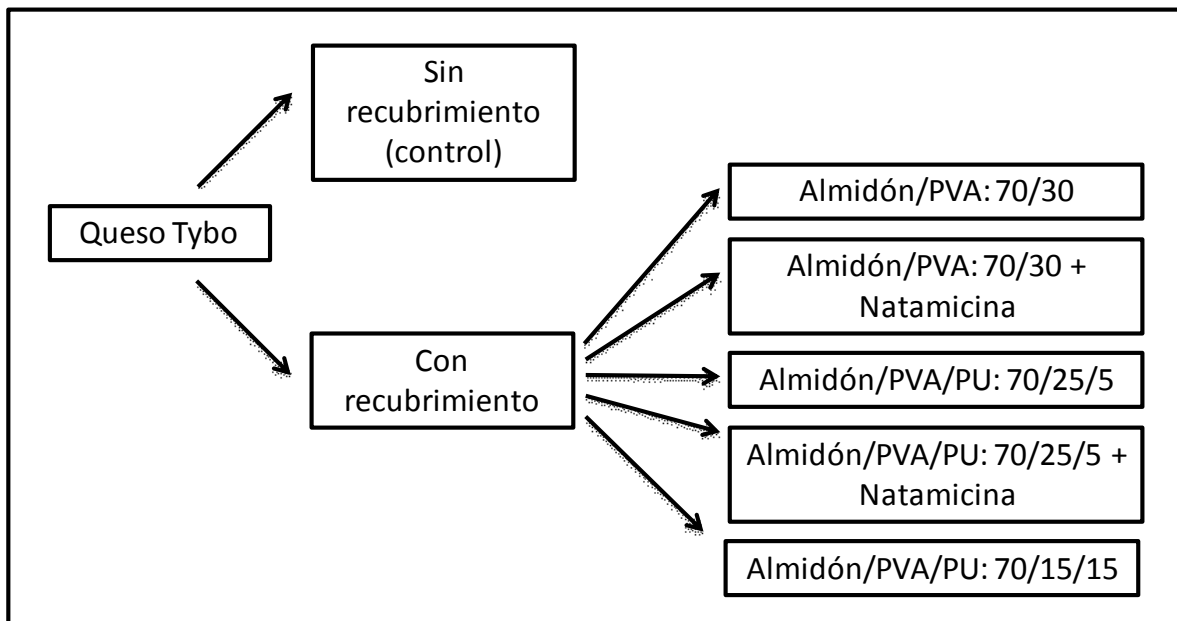 Sin
recubrimiento
(control)
Queso Tybo
Con
recubrimiento
Almidón/PVA: 70/30
Almidón/PVA: 70/30 +
Natamicina
Almidón/PVA/PU: 70/25/5
Almidón/PVA/PU: 70/25/5 +
Natamicina
Almidón/PVA/PU: 70/15/15